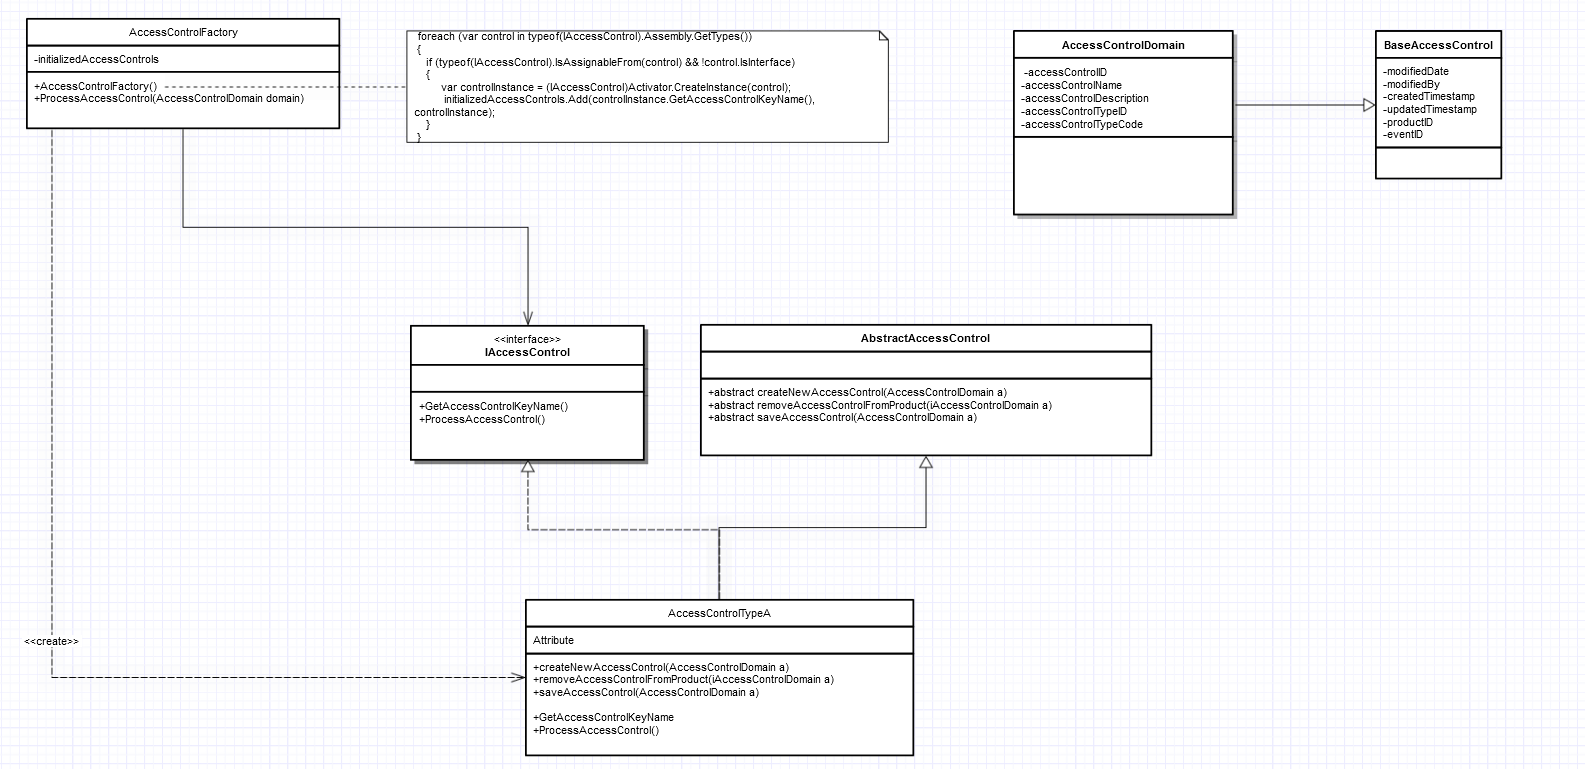 AccessControlFactory
-initializedAccessControls
+AccessControlFactory()
+ProcessAccessControl(AccessControlDomain domain)
foreach (var control in typeof(IAccessControl).Assembly.GetTypes())
{
if (typeof(IAccessControl).IsAssignableFrom(control) && !control.IsInterface)
{
var controlInstance = (IAccessControl)Activator.CreateInstance(control);
initializedAccessControls.Add(controlInstance.GetAccessControlKeyName(),
controlInstance);
}
}
AccessControlDomain
-accessControlID
-accessControlName
-accessControlDescription
-accessControlTypeID
-accessControlTypeCode
BaseAccessControl
-modifiedDate
-modifiedBy
-createdTimestamp
-updatedTimestamp
-productID
-eventID
<<interface>>
IAccessControl
+GetAccessControlKeyName()
+ProcessAccessControl()
AbstractAccessControl
+abstract createNewAccessControl(AccessControlDomain a)
+abstract removeAccessControlFromProduct(iAccessControlDomain a)
+abstract saveAccessControl(AccessControlDomain a)
<<create>>
AccessControlTypeA
Attribute
+createNewAccessControl(AccessControlDomain a)
+removeAccessControlFromProduct(iAccessControlDomain a)
+saveAccessControl(AccessControlDomain a)
+GetAccessControlKeyName
+ProcessAccessControl()